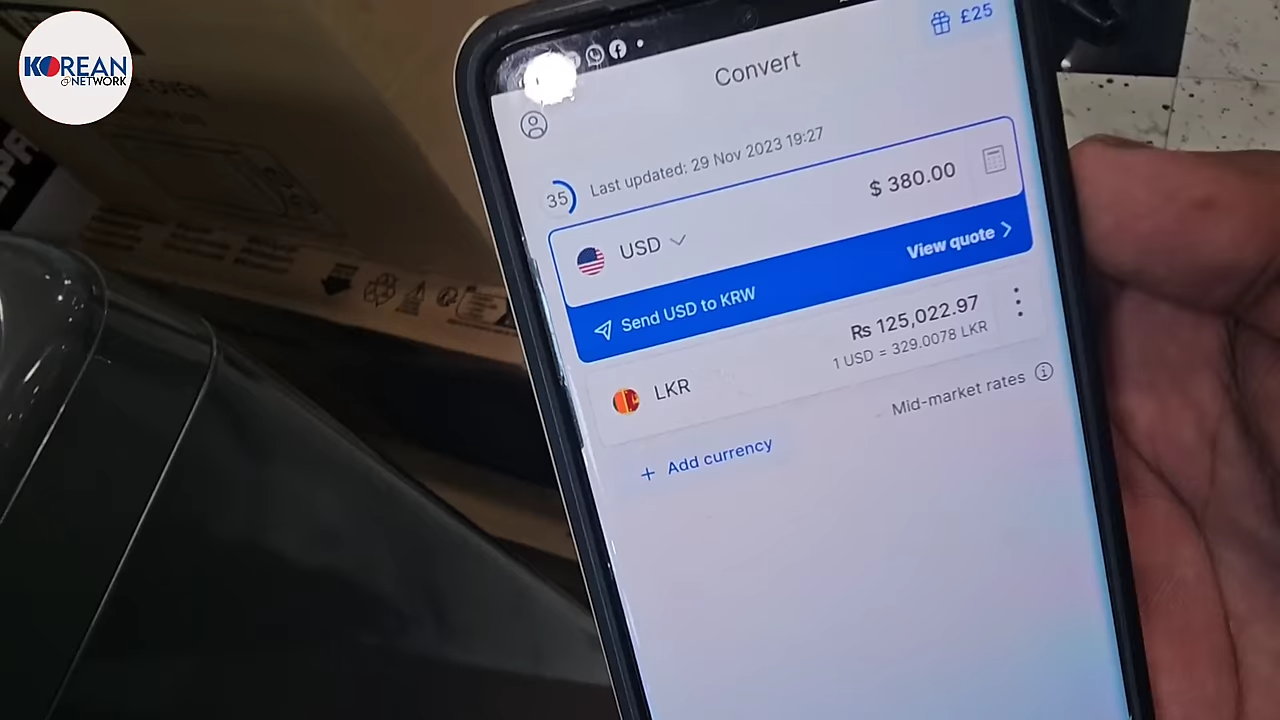 KOREAN
@NETWORK
£25
Convert
35
Last updated: 29 Nov 2023 19:27
USD
$ 380.00
Send USD to KRW
View quote
LKR
Rs 125,022.97
1 USD = 329.0078 LKR
Mid-market rates
+ Add currency
OVEN